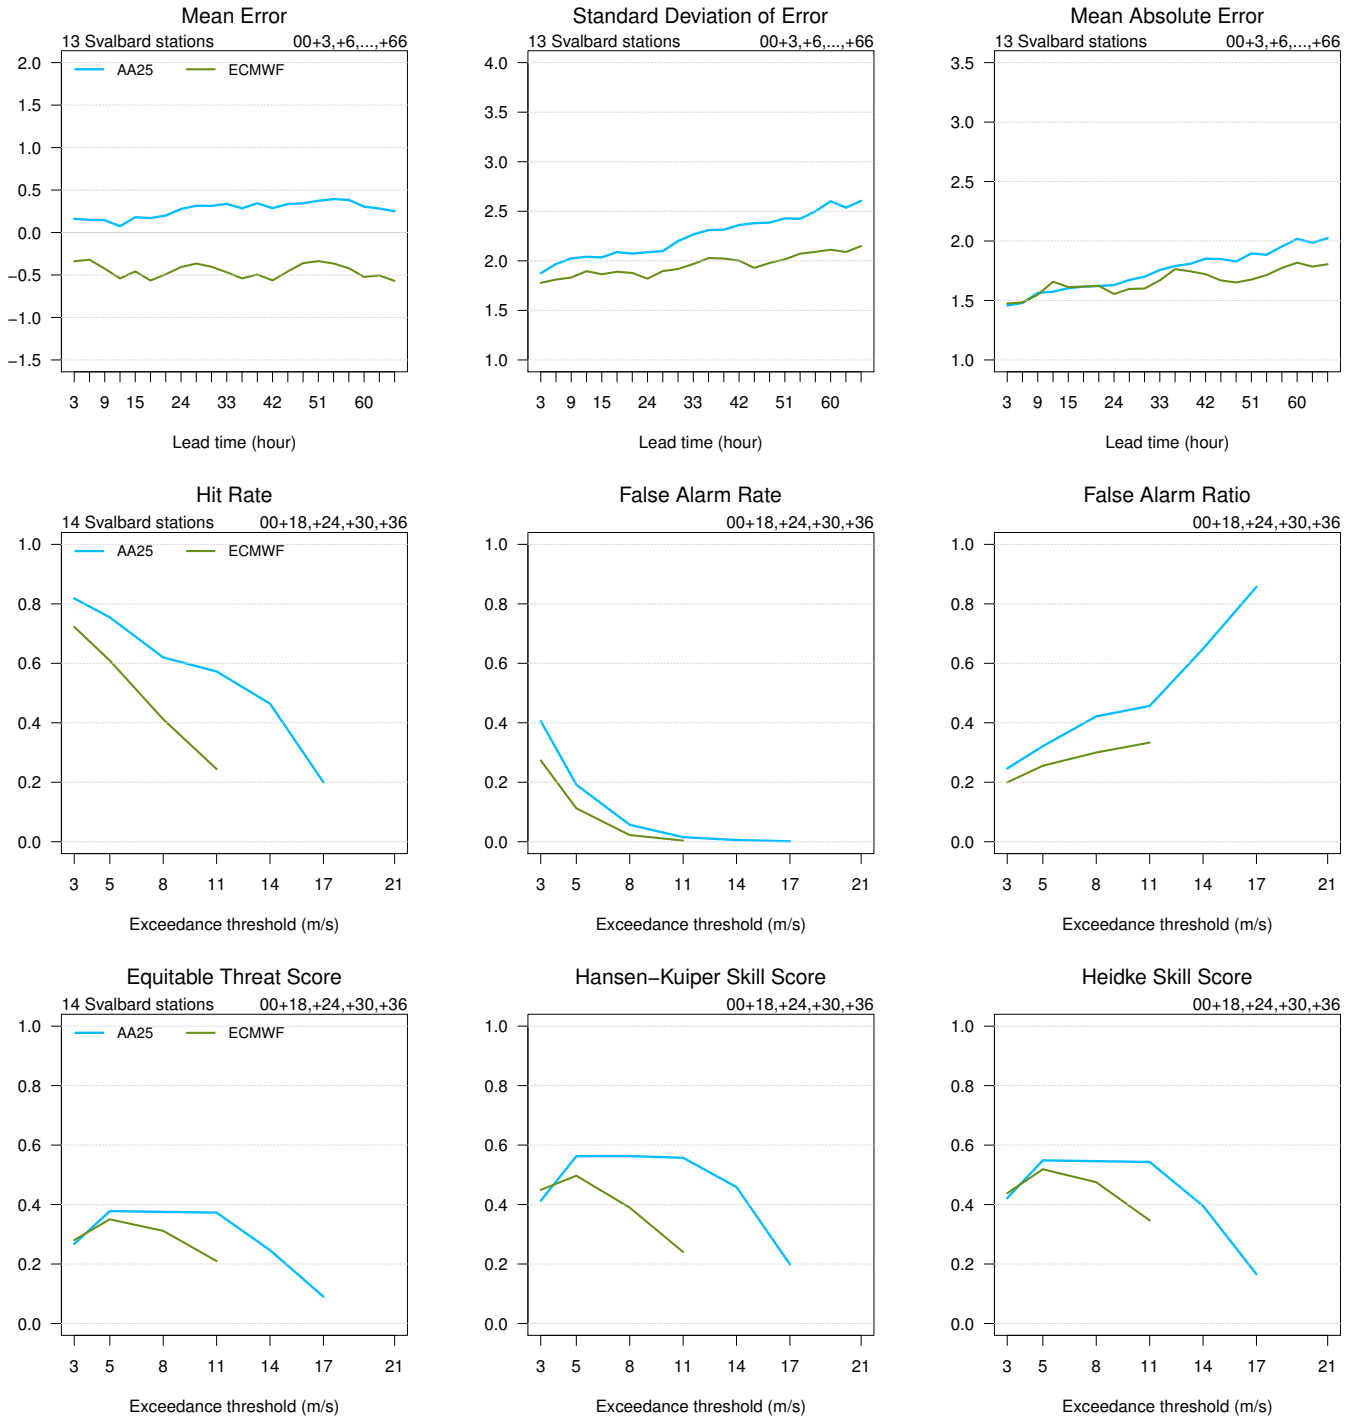 Mean Error
13 Svalbard stations 00+3,+6,...,+66
AA25 ECMWF
2.0
1.5
1.0
0.5
0.0
−0.5
−1.0
−1.5
3 9 15 24 33 42 51 60
Lead time (hour)
Standard Deviation of Error
13 Svalbard stations 00+3,+6,...,+66
4.0
3.5
3.0
2.5
2.0
1.5
1.0
3 9 15 24 33 42 51 60
Lead time (hour)
Mean Absolute Error
13 Svalbard stations 00+3,+6,...,+66
3.5
3.0
2.5
2.0
1.5
1.0
3 9 15 24 33 42 51 60
Lead time (hour)
Hit Rate
14 Svalbard stations 00+18,+24,+30,+36
AA25 ECMWF
1.0
0.8
0.6
0.4
0.2
0.0
3 5 8 11 14 17 21
Exceedance threshold (m/s)
False Alarm Rate
00+18,+24,+30,+36
1.0
0.8
0.6
0.4
0.2
0.0
3 5 8 11 14 17 21
Exceedance threshold (m/s)
False Alarm Ratio
00+18,+24,+30,+36
1.0
0.8
0.6
0.4
0.2
0.0
3 5 8 11 14 17 21
Exceedance threshold (m/s)
Equitable Threat Score
14 Svalbard stations 00+18,+24,+30,+36
AA25 ECMWF
1.0
0.8
0.6
0.4
0.2
0.0
3 5 8 11 14 17 21
Exceedance threshold (m/s)
Hansen−Kuiper Skill Score
00+18,+24,+30,+36
1.0
0.8
0.6
0.4
0.2
0.0
3 5 8 11 14 17 21
Exceedance threshold (m/s)
Heidke Skill Score
00+18,+24,+30,+36
1.0
0.8
0.6
0.4
0.2
0.0
3 5 8 11 14 17 21
Exceedance threshold (m/s)